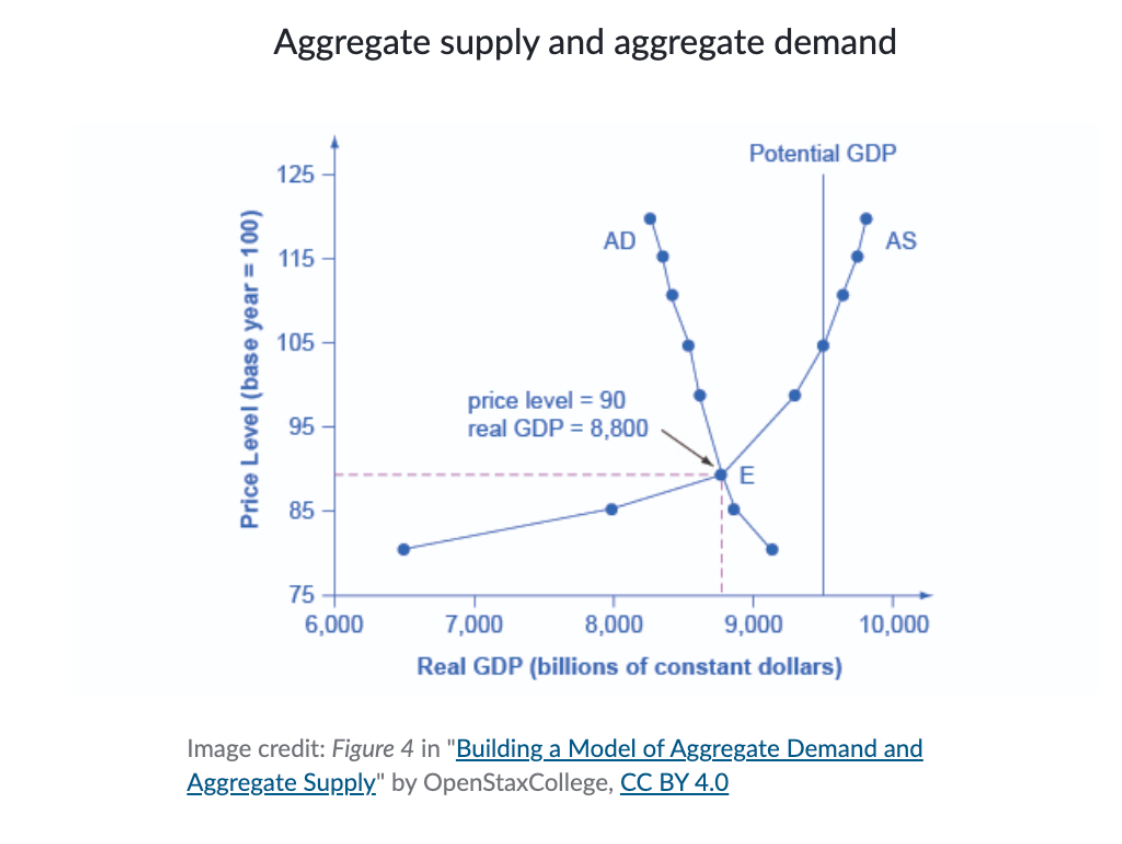 Aggregate supply and aggregate demand
Potential GDP
125
AD
AS
115
Price Level (base year = 100)
105
price level = 90
real GDP = 8,800
95
E
85
75
6,000 7,000 8,000 9,000 10,000
Real GDP (billions of constant dollars)
Image credit: Figure 4 in "Building a Model of Aggregate Demand and
Aggregate Supply" by OpenStaxCollege, CC BY 4.0